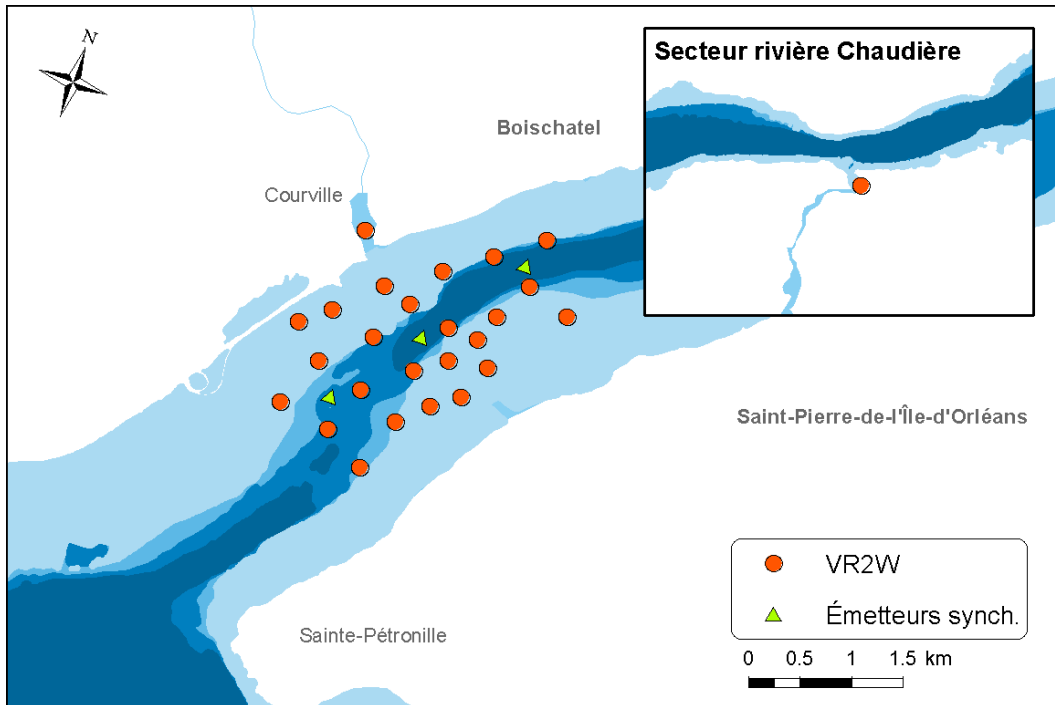 N
Secteur rivière Chaudière
Boischatel
Courville
Saint-Pierre-de-l'Île-d'Orléans
Sainte-Pétronille
VR2W
Émetteurs synch.
0 0.5 1 1.5 km